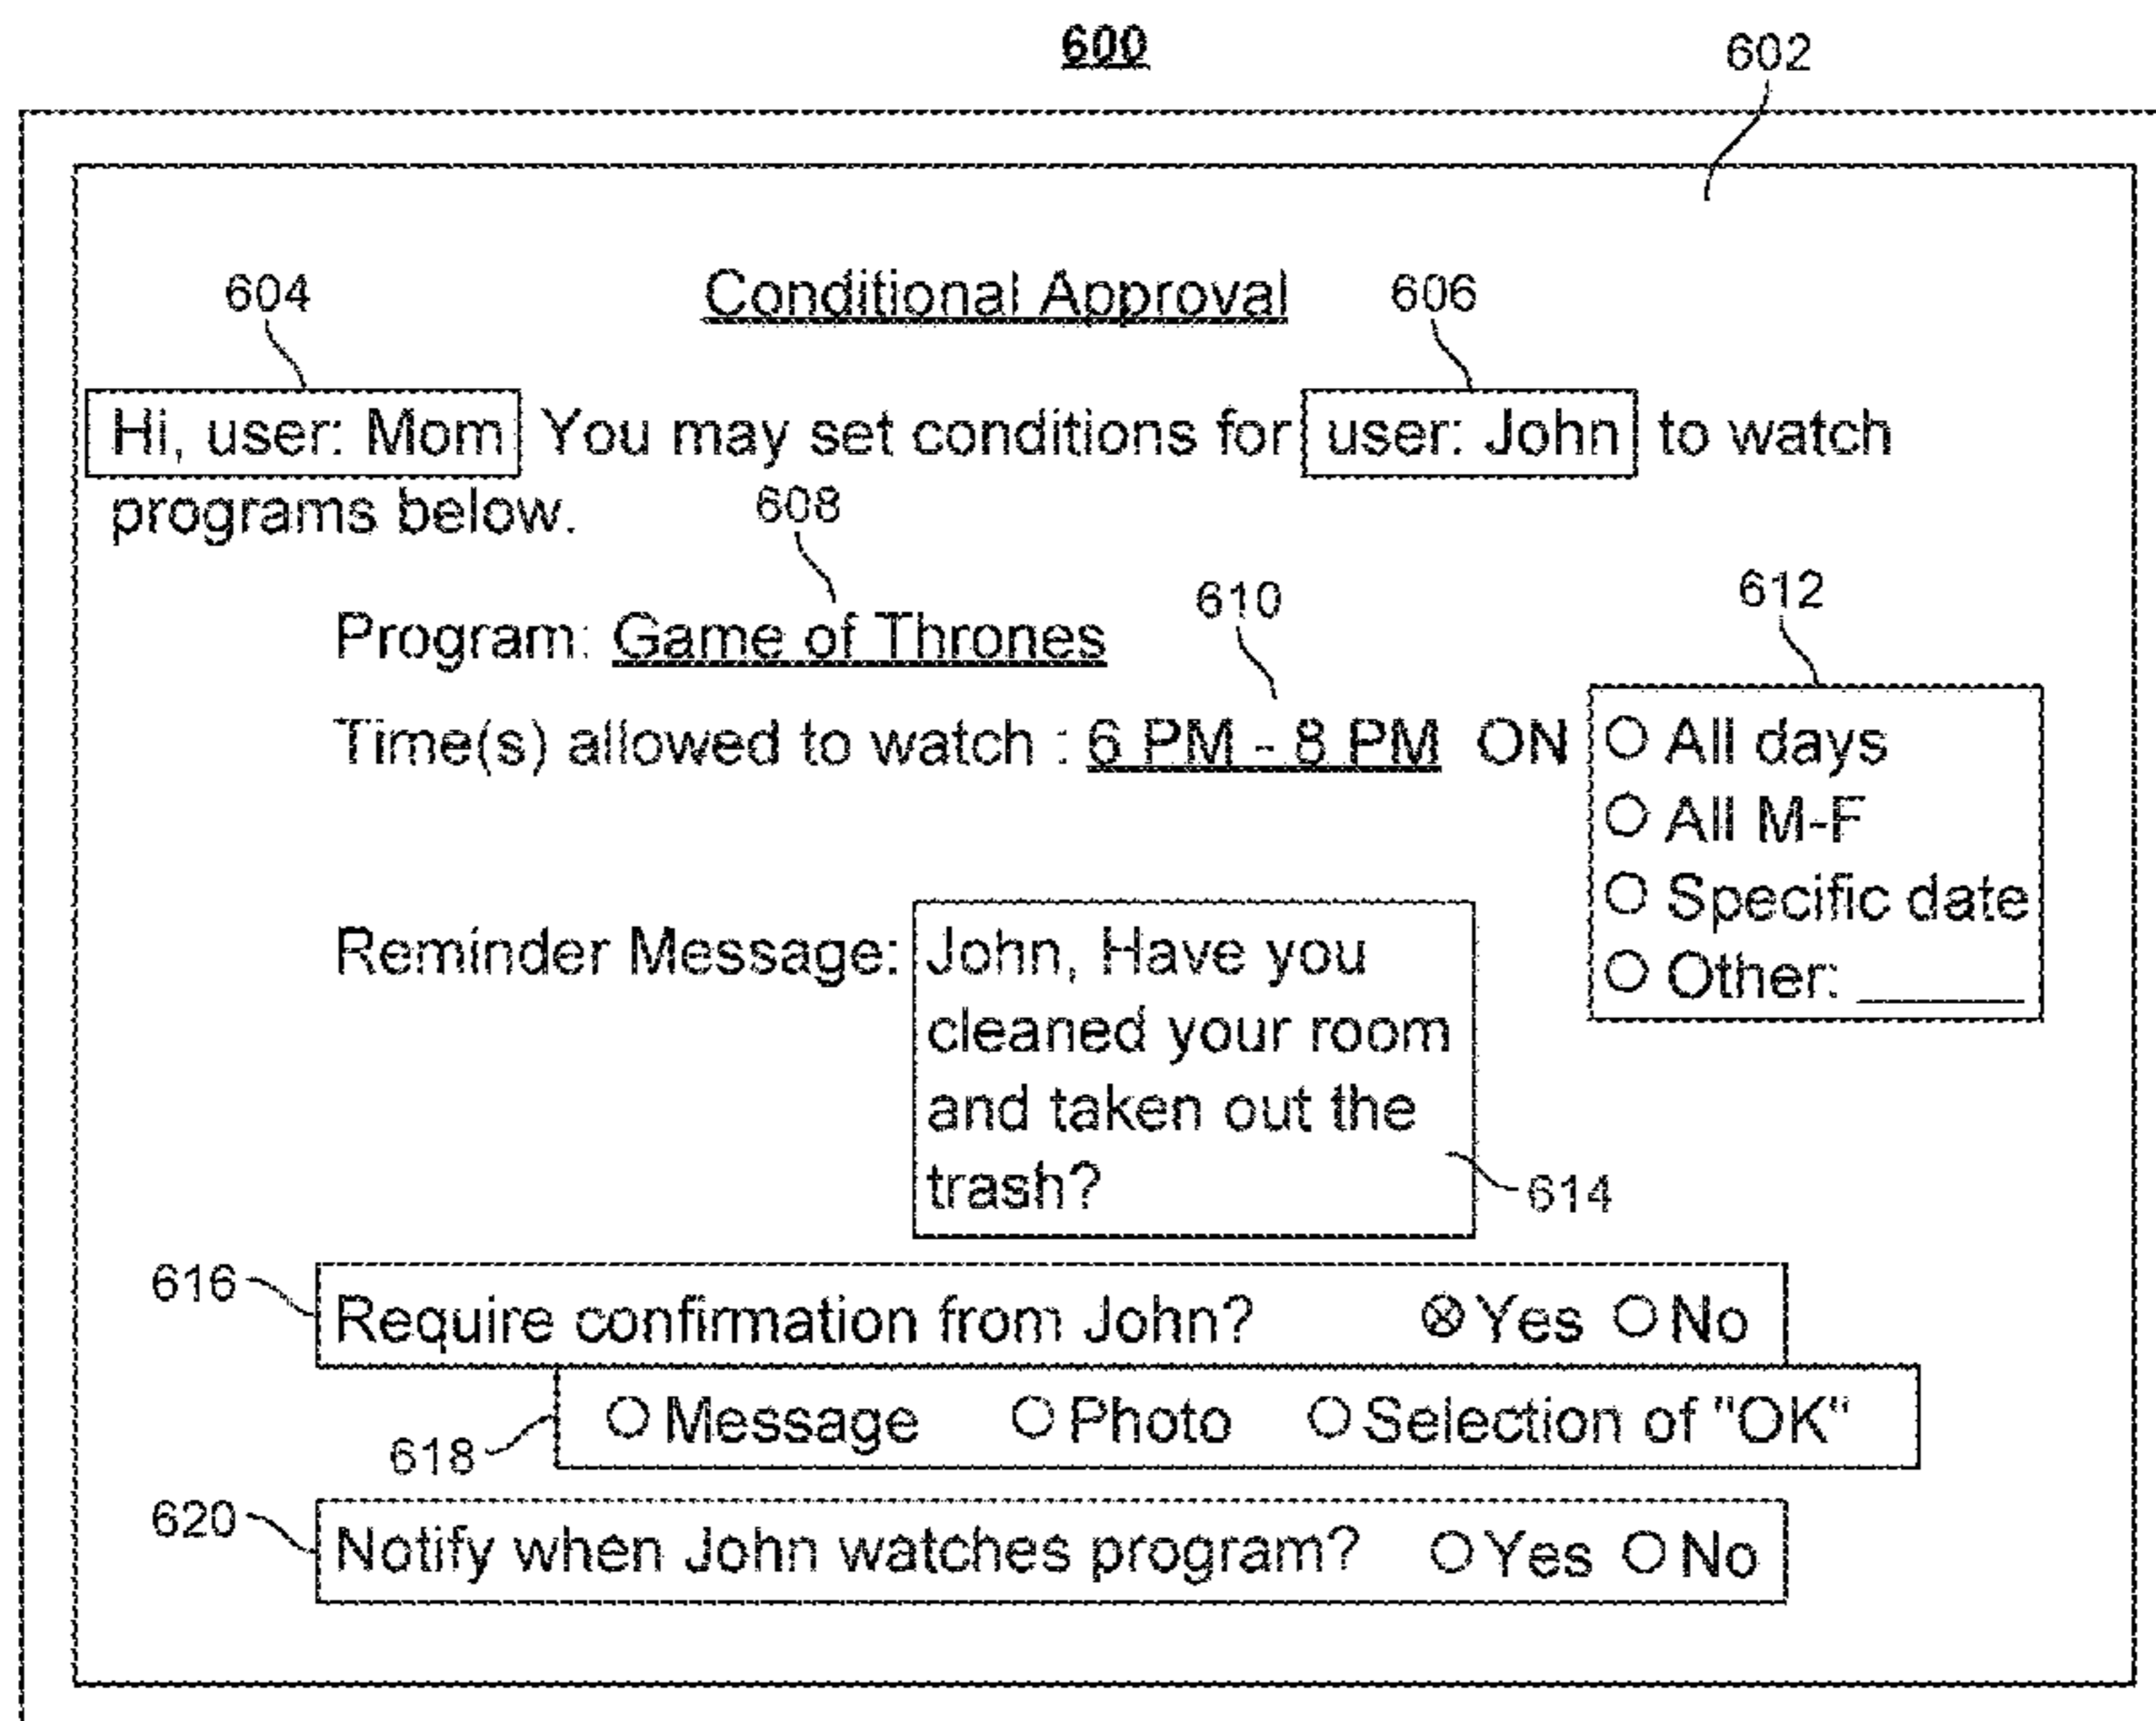 600
602
Conditional Approval
604
606
Hi, user: Mom You may set conditions for user: John to watch
programs below.
608
Program: Game of Thrones
610
612
Time(s) allowed to watch : 6 PM - 8 PM ON ○ All days
○ All M-F
○ Specific date
○ Other: ______
Reminder Message: John, Have you
cleaned your room
and taken out the
trash?
614
616
Require confirmation from John? ⊗ Yes ○ No
618
○ Message ○ Photo ○ Selection of "OK"
620
Notify when John watches program? ○ Yes ○ No